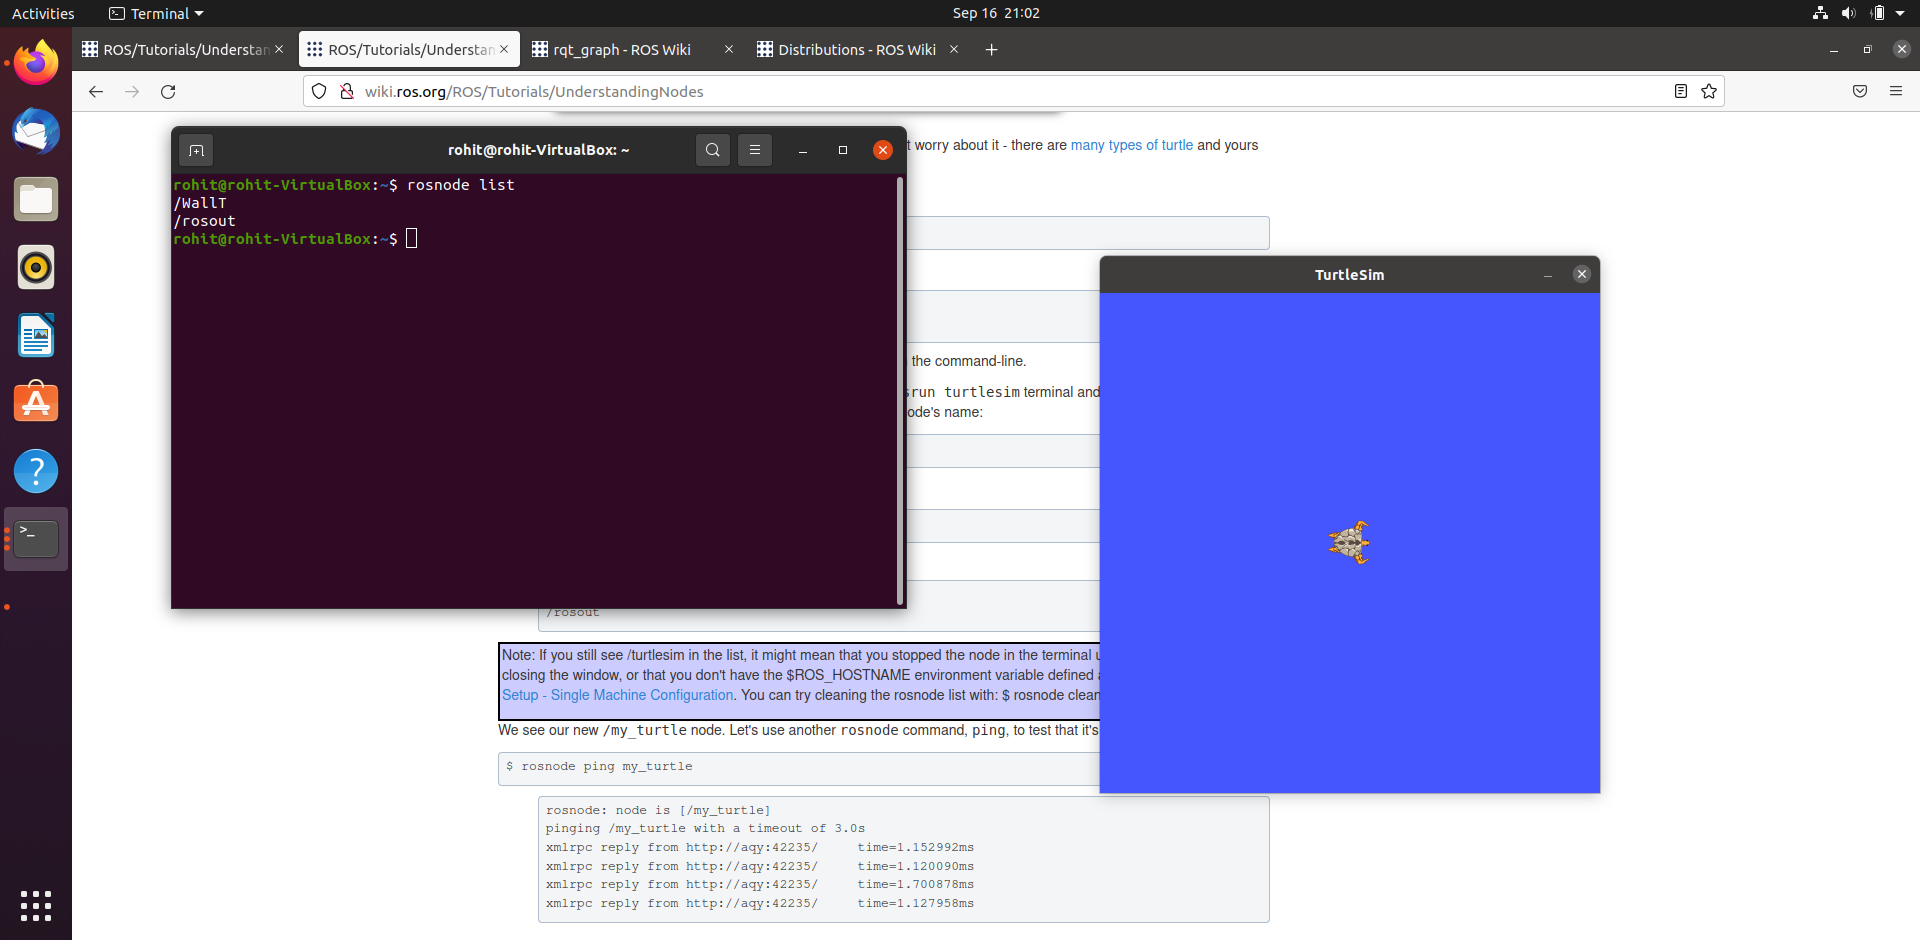 Activities Terminal Sep 16 21:02
ROS/Tutorials/Understan ROS/Tutorials/Understan rqt_graph - ROS Wiki Distributions - ROS Wiki
wiki.ros.org/ROS/Tutorials/UnderstandingNodes
t worry about it - there are many types of turtle and yours
rohit@rohit-VirtualBox: ~
rohit@rohit-VirtualBox:~$ rosnode list
/WallT
/rosout
rohit@rohit-VirtualBox:~$
TurtleSim
the command-line.
srun turtlesim terminal and
ode's name:
/rosout
Note: If you still see /turtlesim in the list, it might mean that you stopped the node in the terminal u
closing the window, or that you don't have the $ROS_HOSTNAME environment variable defined a
Setup - Single Machine Configuration. You can try cleaning the rosnode list with: $ rosnode clean
We see our new /my_turtle node. Let's use another rosnode command, ping, to test that it's
$ rosnode ping my_turtle
rosnode: node is [/my_turtle]
pinging /my_turtle with a timeout of 3.0s
xmlrpc reply from http://aqy:42235/ time=1.152992ms
xmlrpc reply from http://aqy:42235/ time=1.120090ms
xmlrpc reply from http://aqy:42235/ time=1.700878ms
xmlrpc reply from http://aqy:42235/ time=1.127958ms